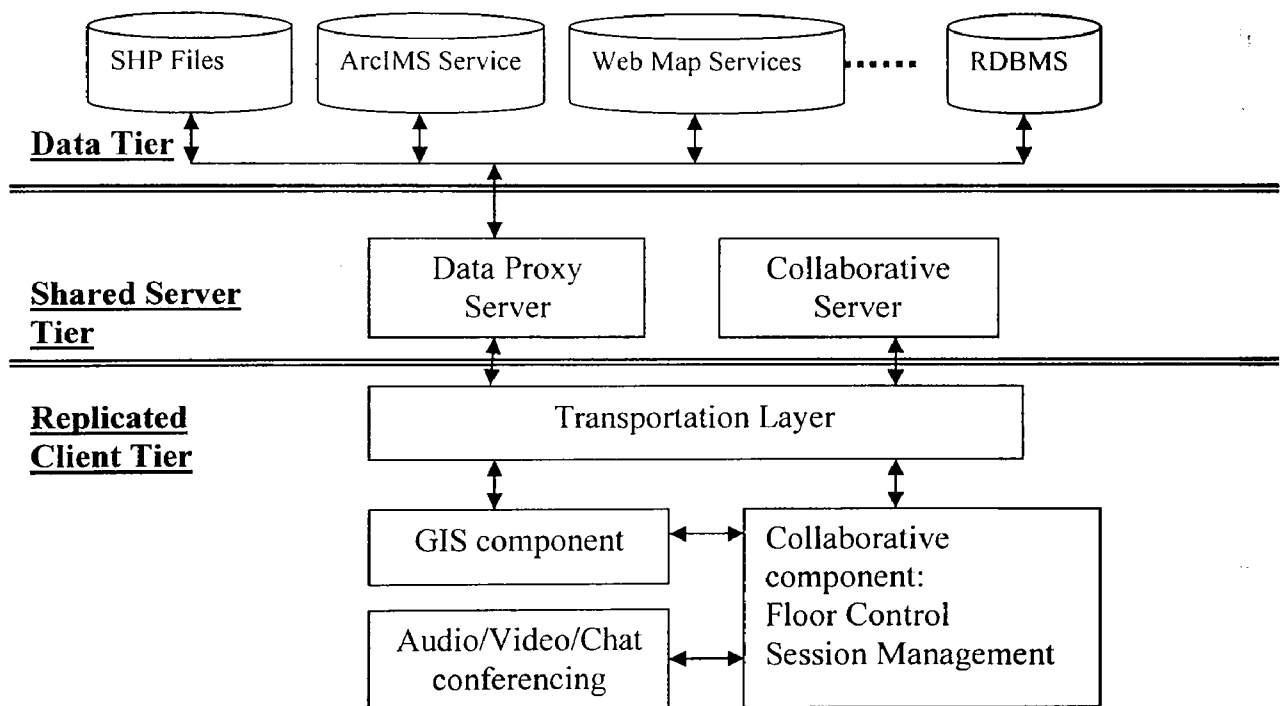 SHP Files
ArcIMS Service
Web Map Services
RDBMS
Data Tier
Data Proxy
Server
Collaborative
Server
Shared Server
Tier
Transportation Layer
Replicated
Client Tier
GIS component
Collaborative
component:
Floor Control
Session Management
Audio/Video/Chat
conferencing